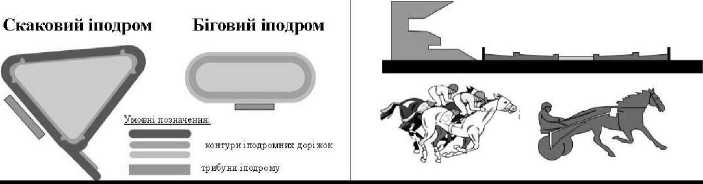 Скаковий іподром
Біговий іподром
Умовні позначення:
контури іподромних доріжок
трибуни іподрому